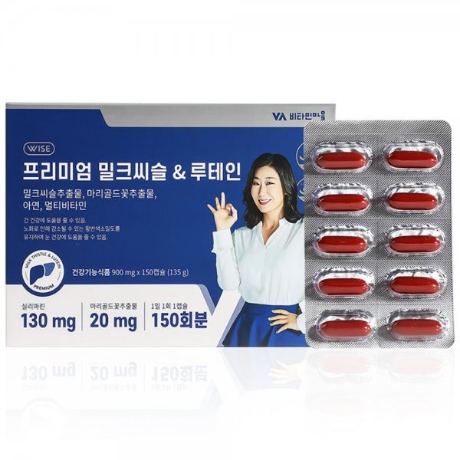 VA 비타민마을
WISE
프리미엄 밀크씨슬 & 루테인
밀크씨슬추출물, 마리골드꽃추출물,
아연, 멀티비타민
간 건강에 도움을 줄 수 있음.
노화로 인해 감소될 수 있는 황반색소밀도를
유지하여 눈 건강에 도움을 줄 수 있음.
MILK THISTLE & LUTEIN
PREMIUM
건강기능식품 900 mg x 150캡슐 (135 g)
실리마린 마리골드꽃추출물 1일 1회 1캡슐
130 mg 20 mg 150회분